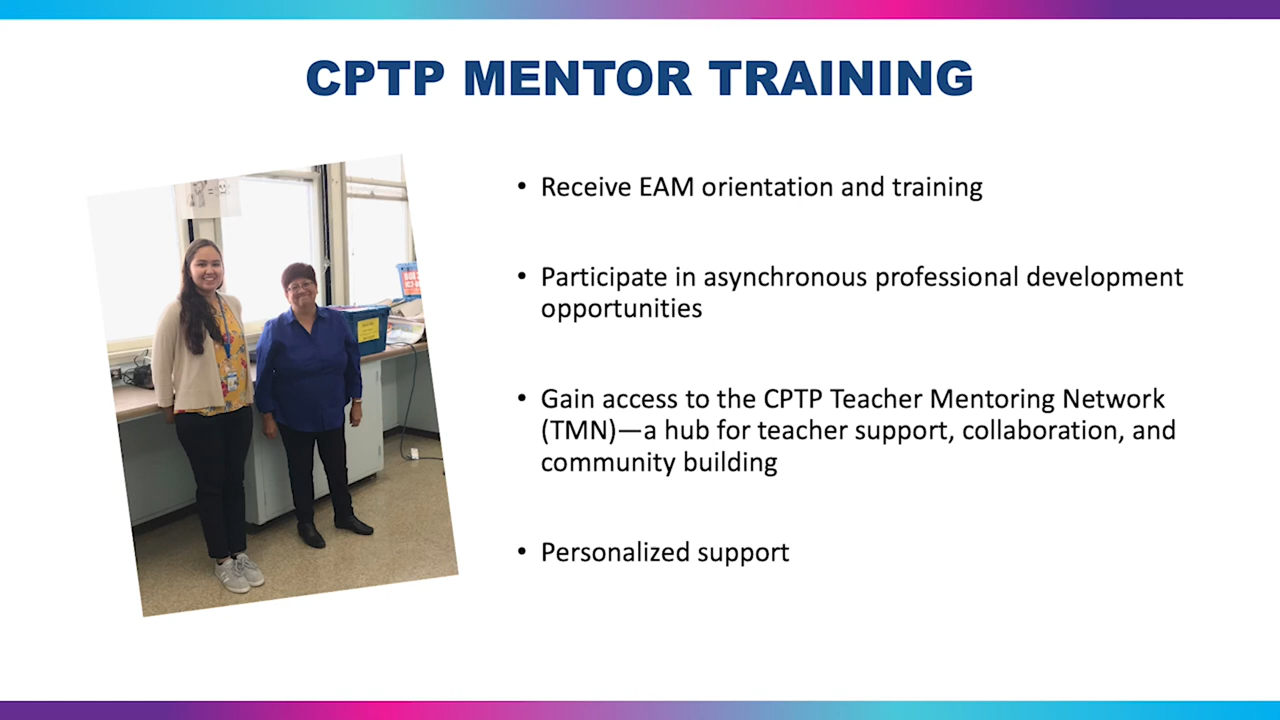 CPTP MENTOR TRAINING
• Receive EAM orientation and training
• Participate in asynchronous professional development
opportunities
• Gain access to the CPTP Teacher Mentoring Network
(TMN)—a hub for teacher support, collaboration, and
community building
• Personalized support